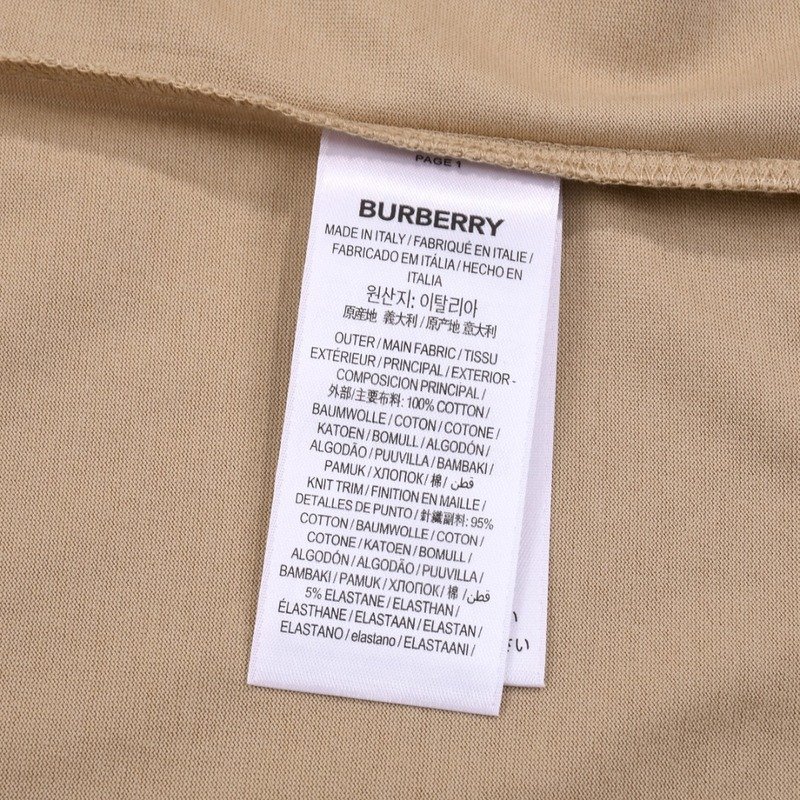 PAGE 1
BURBERRY
MADE IN ITALY / FABRIQUÉ EN ITALIE /
FABRICADO EM ITÁLIA / HECHO EN
ITALIA
원산지: 이탈리아
原産地 義大利 / 原产地 意大利
OUTER / MAIN FABRIC / TISSU
EXTÉRIEUR / PRINCIPAL / EXTERIOR -
COMPOSICION PRINCIPAL /
外部/主要布料: 100% COTTON /
BAUMWOLLE / COTON / COTONE /
KATOEN / BOMULL / ALGODÓN /
ALGODÃO / PUUVILLA / BAMBAKI /
PAMUK / ХЛОПОК / 棉 / قطن /
KNIT TRIM / FINITION EN MAILLE /
DETALLES DE PUNTO / 針織副料: 95%
COTTON / BAUMWOLLE / COTON /
COTONE / KATOEN / BOMULL /
ALGODÓN / ALGODÃO / PUUVILLA /
BAMBAKI / PAMUK / ХЛОПОК / 棉 / قطن /
5% ELASTANE / ELASTHAN /
ÉLASTHANE / ELASTAAN / ELASTAN /
ELASTANO / elastano / ELASTAANI /
い
さい